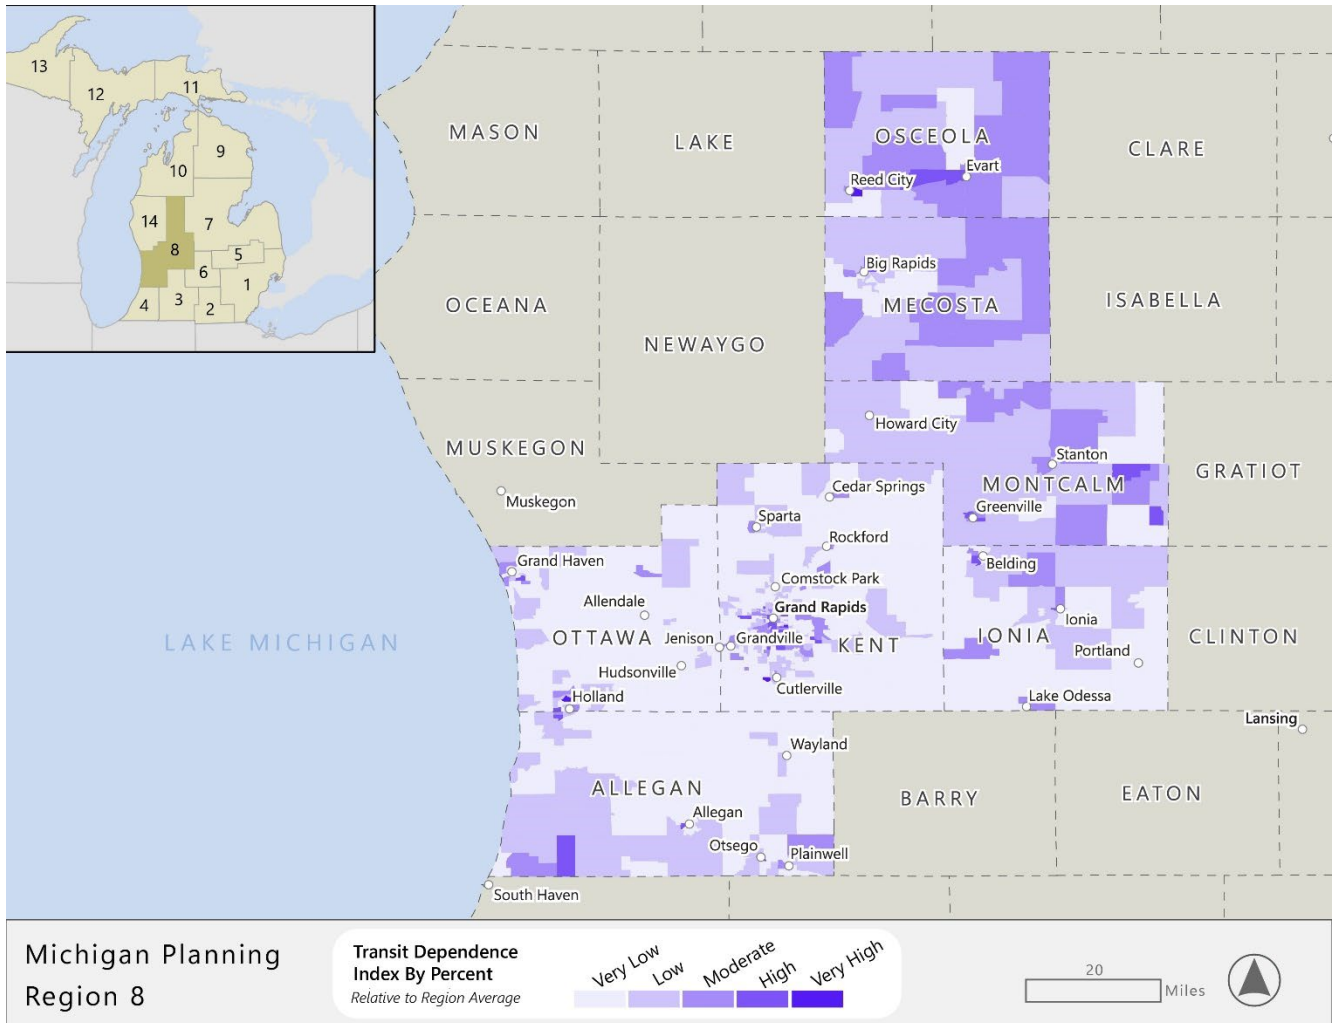 13
12
11
9
10
14
7
8
5
6
1
4
3
2
MASON
LAKE
OSCEOLA
CLARE
Evart
Reed City
Big Rapids
OCEANA
MECOSTA
ISABELLA
NEWAYGO
Howard City
MUSKEGON
Stanton
GRATIOT
Muskegon
Cedar Springs
MONTCALM
Sparta
Greenville
Rockford
Grand Haven
Belding
Comstock Park
Allendale
Grand Rapids
Ionia
LAKE MICHIGAN
OTTAWA
Jenison
Grandville
KENT
IONIA
CLINTON
Portland
Hudsonville
Cutlerville
Holland
Lake Odessa
Lansing
Wayland
ALLEGAN
BARRY
EATON
Allegan
Otsego
Plainwell
South Haven
Michigan Planning
Region 8
Transit Dependence
Index By Percent
Relative to Region Average
Very Low
Low
Moderate
High
Very High
20
Miles